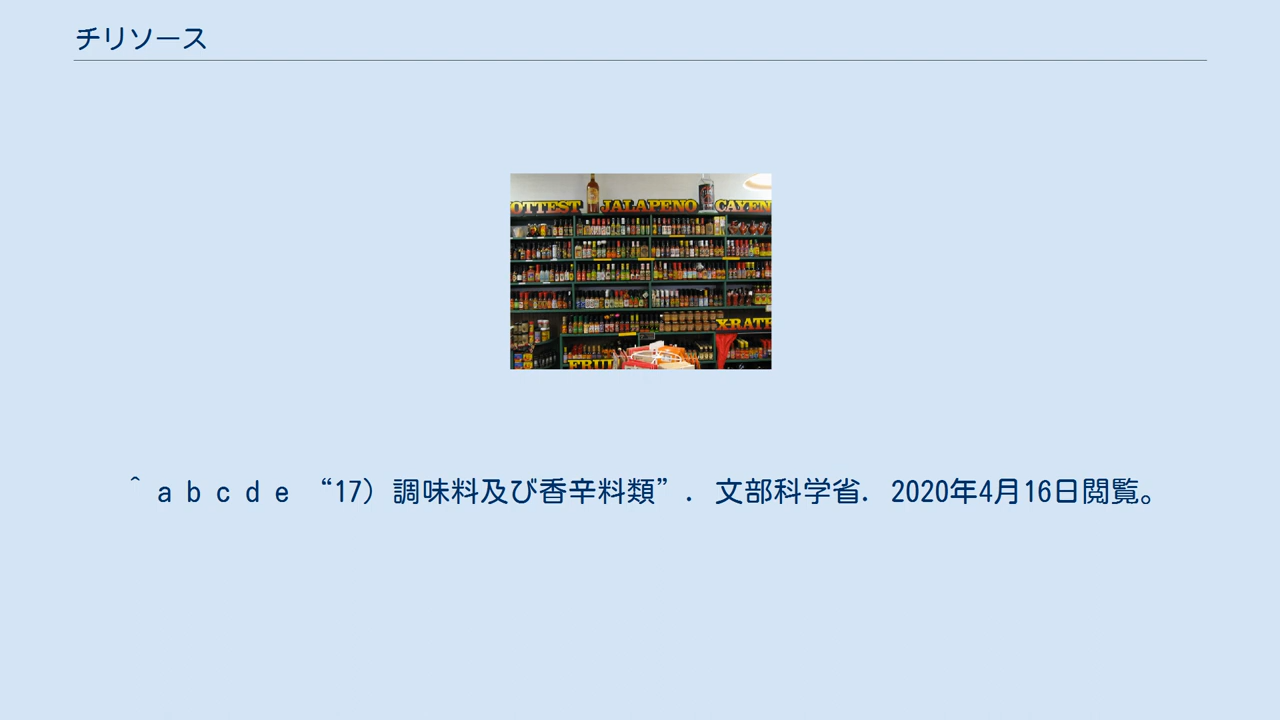 チリソース
OTTEST JALAPENO CAYEN
X-RATE
FRUI
^ a b c d e “17）調味料及び香辛料類”. 文部科学省. 2020年4月16日閲覧。